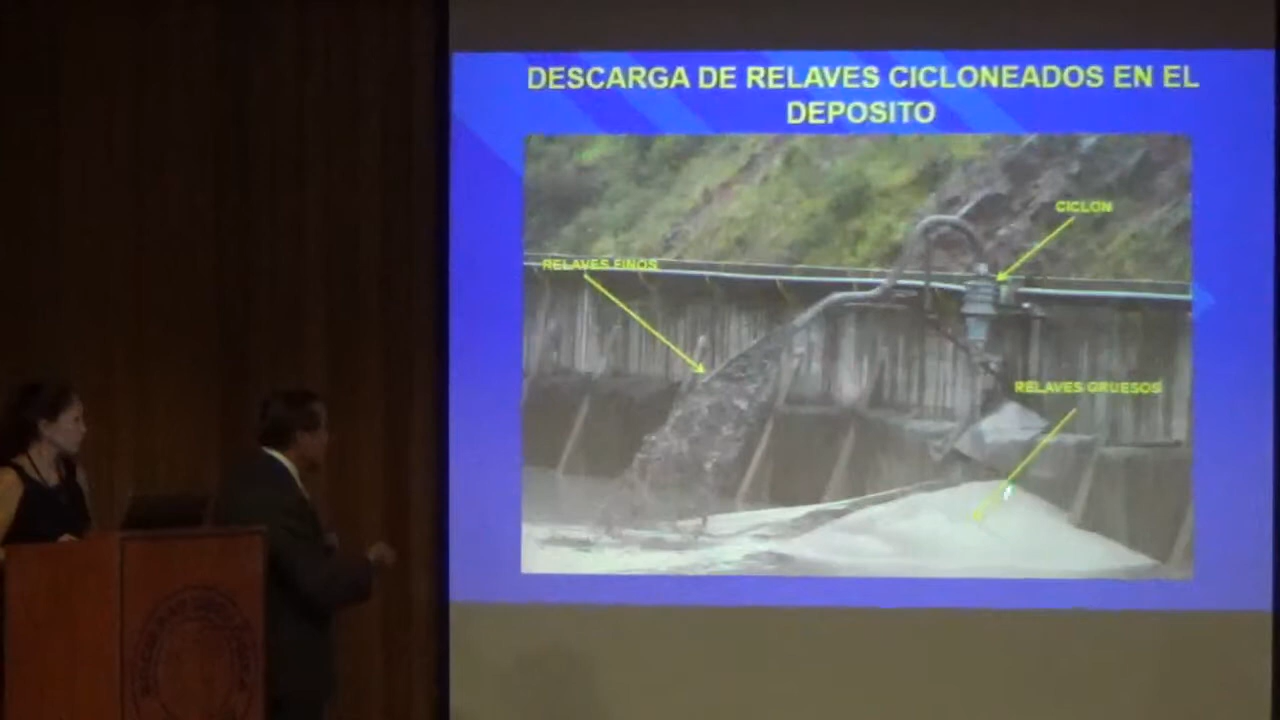 DESCARGA DE RELAVES CICLONEADOS EN EL
DEPOSITO
CICLON
RELAVES FINOS
RELAVES GRUESOS